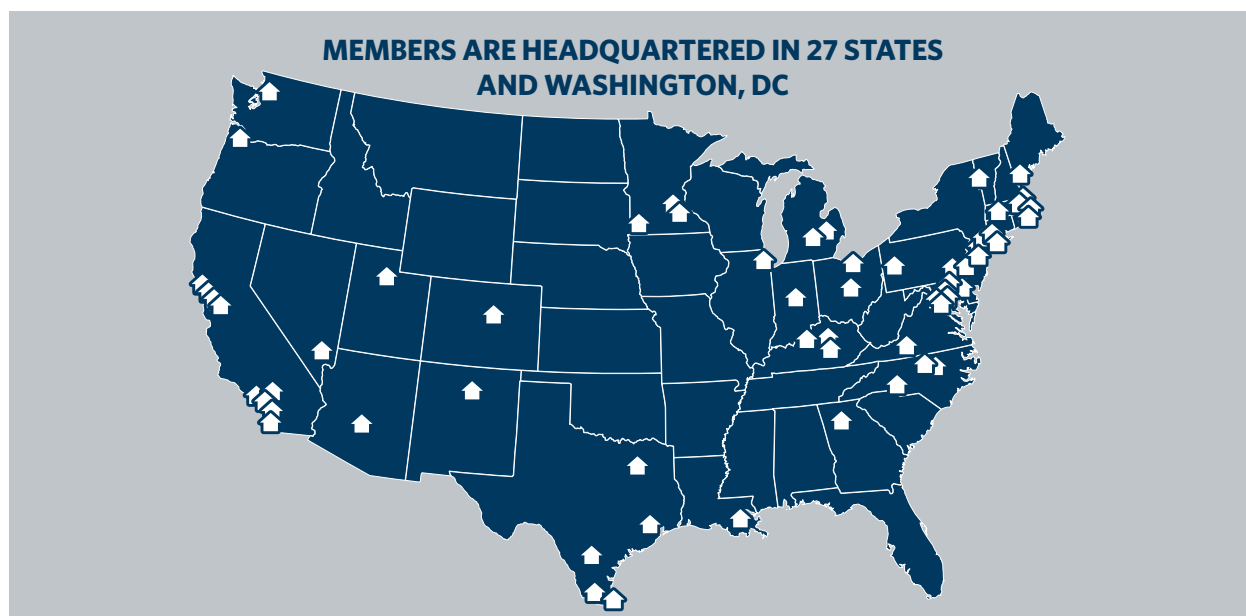 MEMBERS ARE HEADQUARTERED IN 27 STATES
AND WASHINGTON, DC